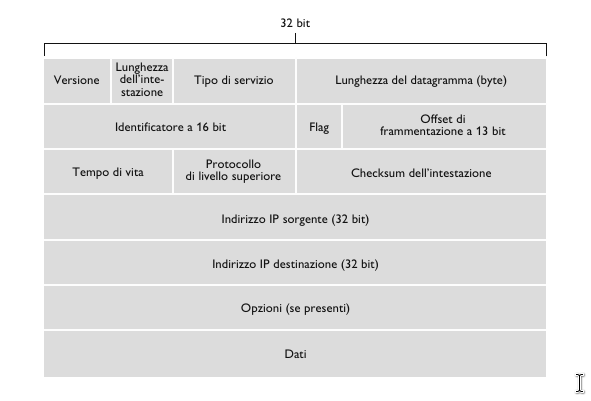 32 bit
Versione
Lunghezza
dell'inte-
stazione
Tipo di servizio
Lunghezza del datagramma (byte)
Identificatore a 16 bit
Flag
Offset di
frammentazione a 13 bit
Tempo di vita
Protocollo
di livello superiore
Checksum dell'intestazione
Indirizzo IP sorgente (32 bit)
Indirizzo IP destinazione (32 bit)
Opzioni (se presenti)
Dati